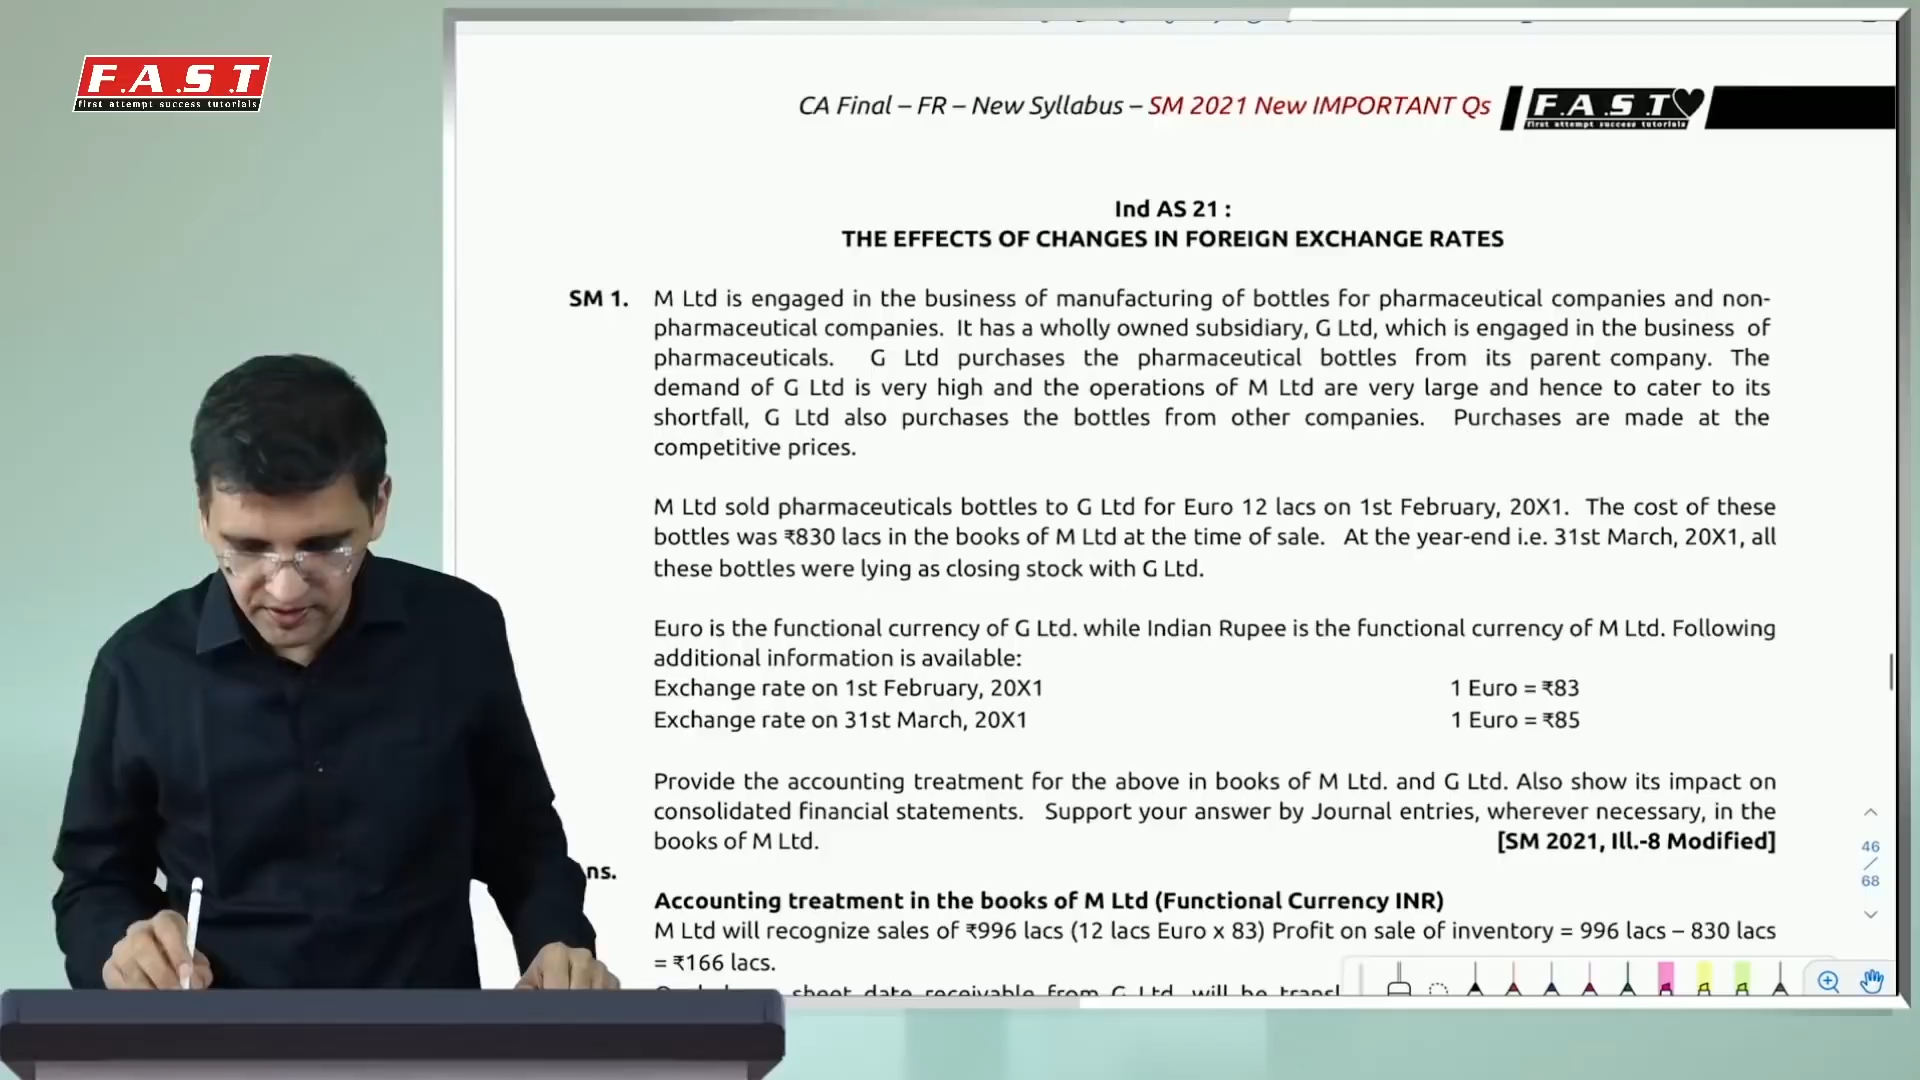 F.A.S.T
first attempt success tutorials
CA Final – FR – New Syllabus – SM 2021 New IMPORTANT Qs
F.A.S.T
first attempt success tutorials
Ind AS 21 :
THE EFFECTS OF CHANGES IN FOREIGN EXCHANGE RATES
SM 1. M Ltd is engaged in the business of manufacturing of bottles for pharmaceutical companies and non-
pharmaceutical companies. It has a wholly owned subsidiary, G Ltd, which is engaged in the business of
pharmaceuticals. G Ltd purchases the pharmaceutical bottles from its parent company. The
demand of G Ltd is very high and the operations of M Ltd are very large and hence to cater to its
shortfall, G Ltd also purchases the bottles from other companies. Purchases are made at the
competitive prices.
M Ltd sold pharmaceuticals bottles to G Ltd for Euro 12 lacs on 1st February, 20X1. The cost of these
bottles was ₹830 lacs in the books of M Ltd at the time of sale. At the year-end i.e. 31st March, 20X1, all
these bottles were lying as closing stock with G Ltd.
Euro is the functional currency of G Ltd. while Indian Rupee is the functional currency of M Ltd. Following
additional information is available:
Exchange rate on 1st February, 20X1 1 Euro = ₹83
Exchange rate on 31st March, 20X1 1 Euro = ₹85
Provide the accounting treatment for the above in books of M Ltd. and G Ltd. Also show its impact on
consolidated financial statements. Support your answer by Journal entries, wherever necessary, in the
books of M Ltd. [SM 2021, Ill.-8 Modified]
46
/
68
ns.
Accounting treatment in the books of M Ltd (Functional Currency INR)
M Ltd will recognize sales of ₹996 lacs (12 lacs Euro x 83) Profit on sale of inventory = 996 lacs – 830 lacs
= ₹166 lacs.
sheet date receivable from G Ltd. will be transl